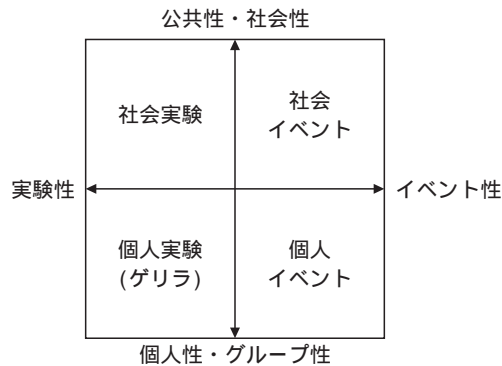 公共性・社会性
社会実験
社会
イベント
実験性
イベント性
個人実験
(ゲリラ)
個人
イベント
個人性・グループ性